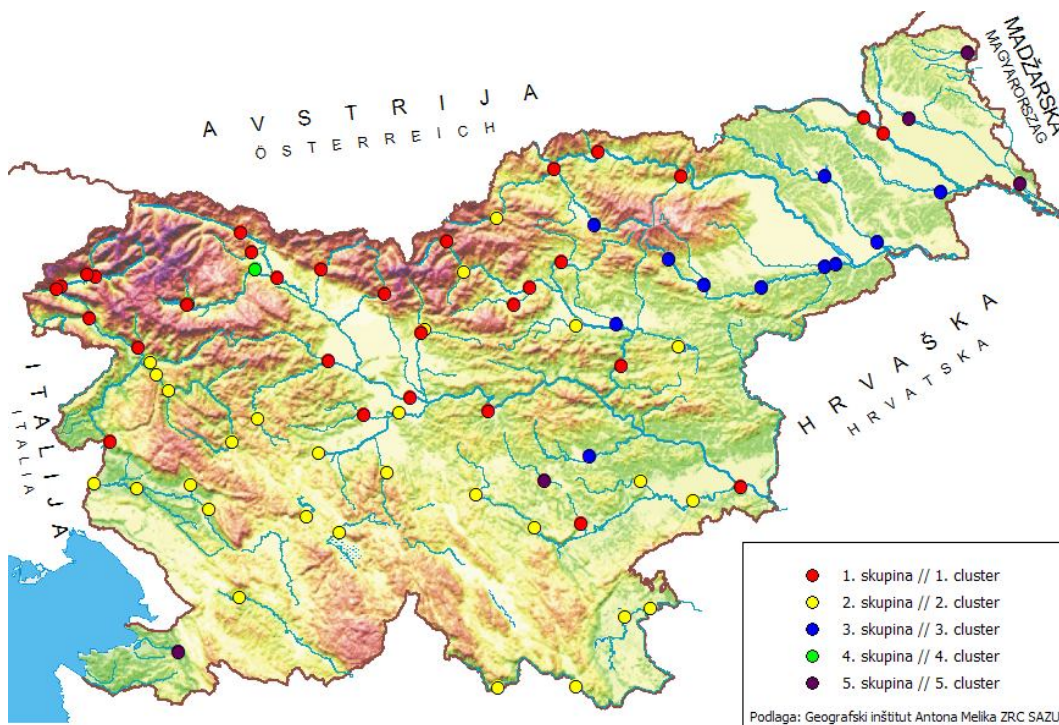 AVSTRIJA
ÖSTERREICH
MADŽARSKA
MAGYARORSZAG
ITALIJA
ITALIA
HRVAŠKA
HRVATSKA
1. skupina // 1. cluster
2. skupina // 2. cluster
3. skupina // 3. cluster
4. skupina // 4. cluster
5. skupina // 5. cluster
Podlaga: Geografski inštitut Antona Melika ZRC SAZU